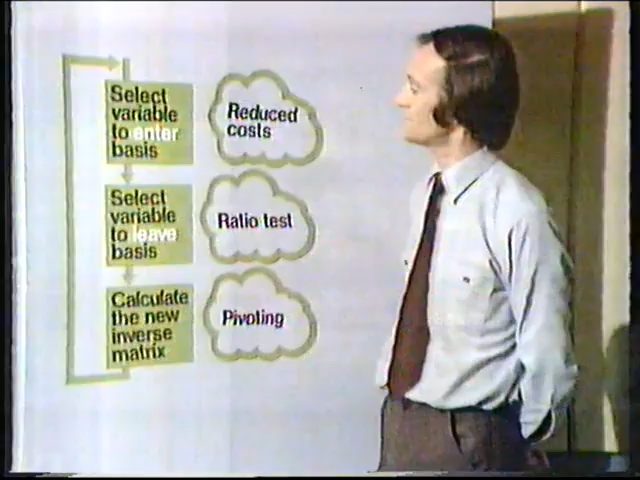 Select
variable
to enter
basis
Reduced
costs
Select
variable
to leave
basis
Ratio test
Calculate
the new
inverse
matrix
Pivoting